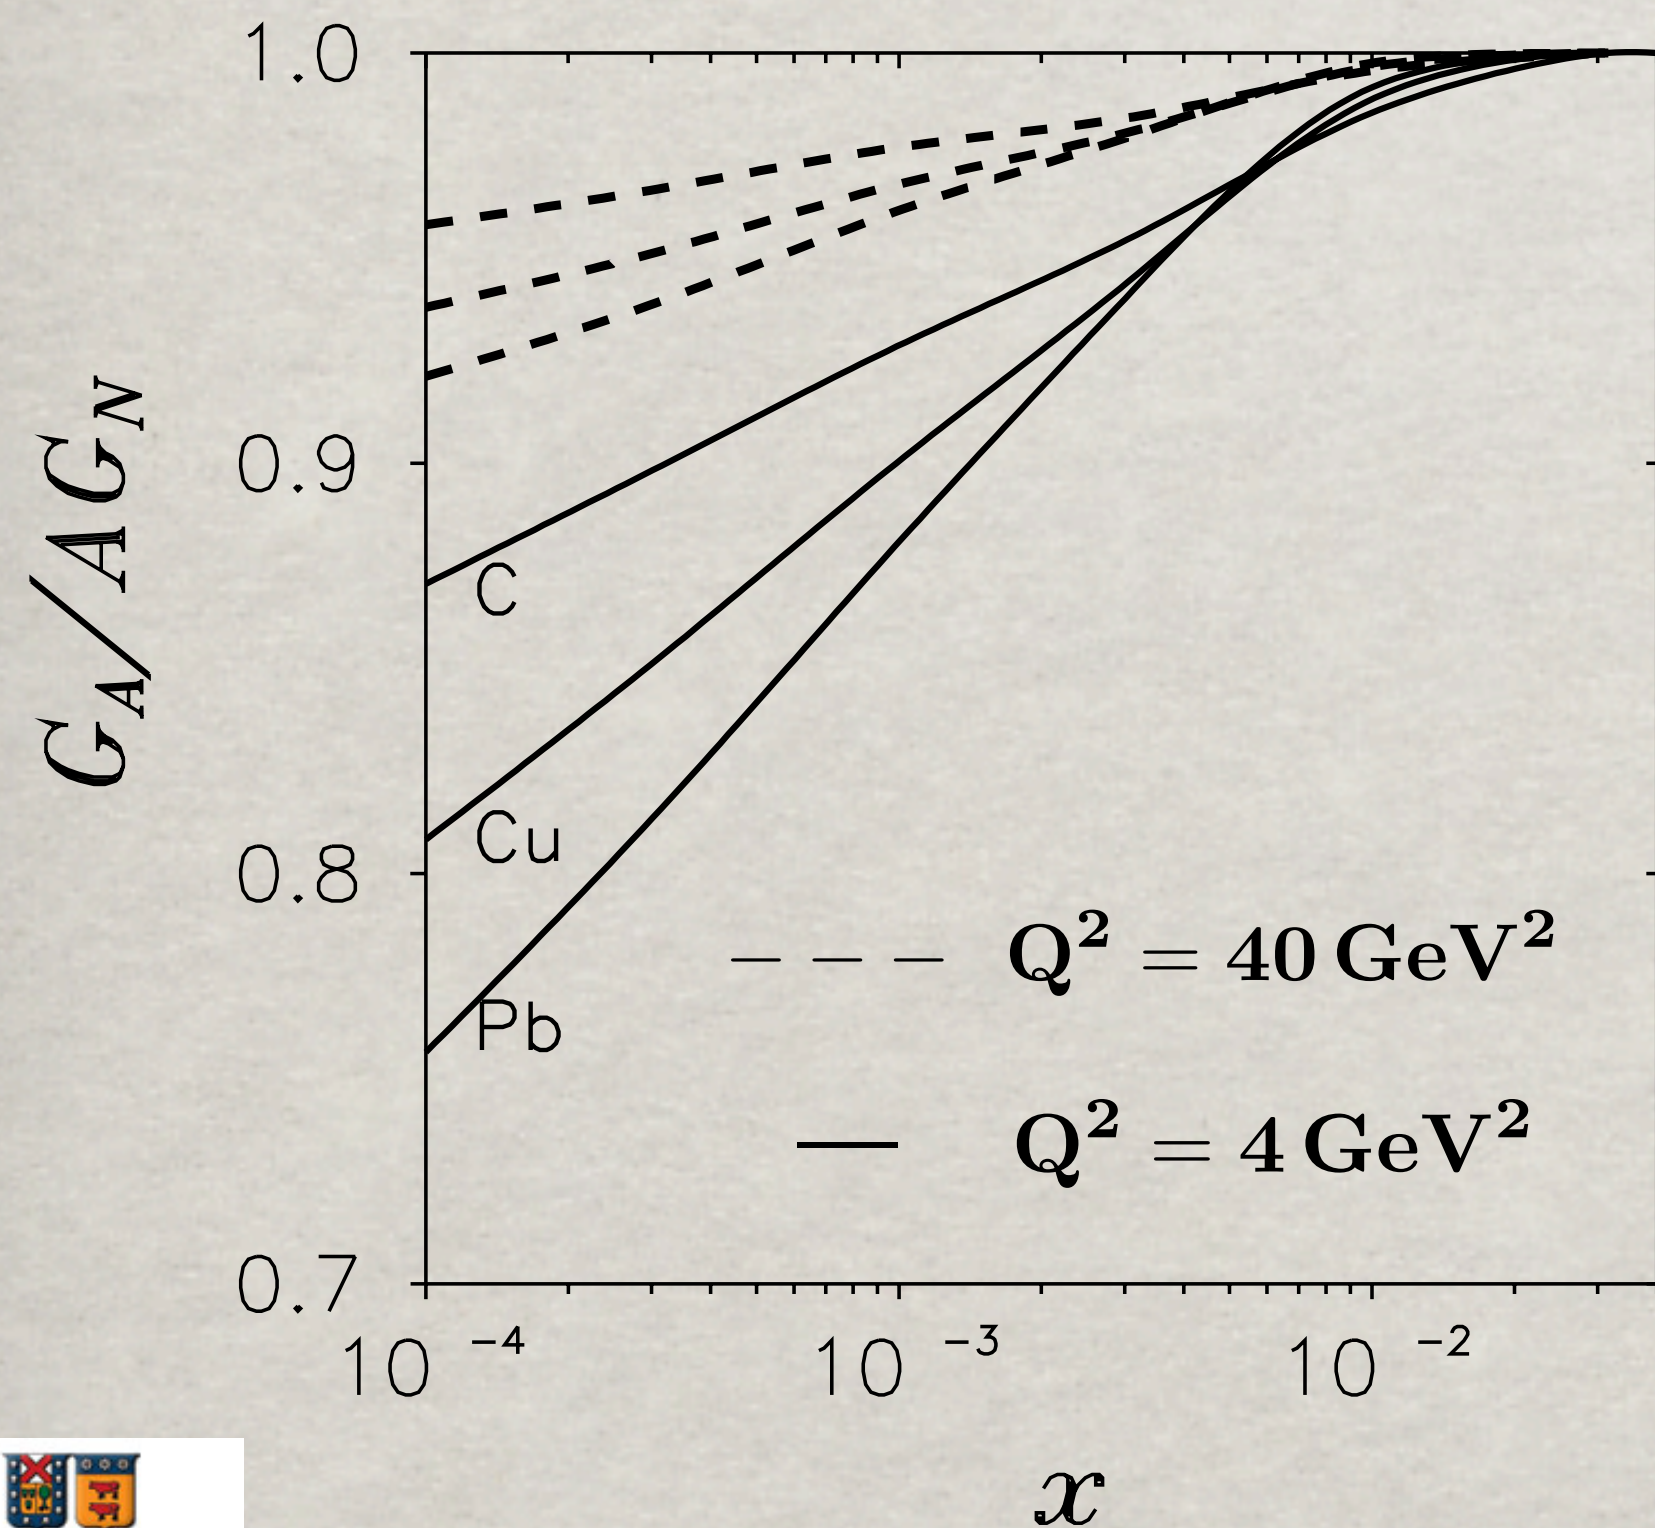 1.0
0.9
0.8
0.7
G_A/AG_N
C
Cu
Pb
Q² = 40 GeV²
Q² = 4 GeV²
10⁻⁴ 10⁻³ 10⁻²
x